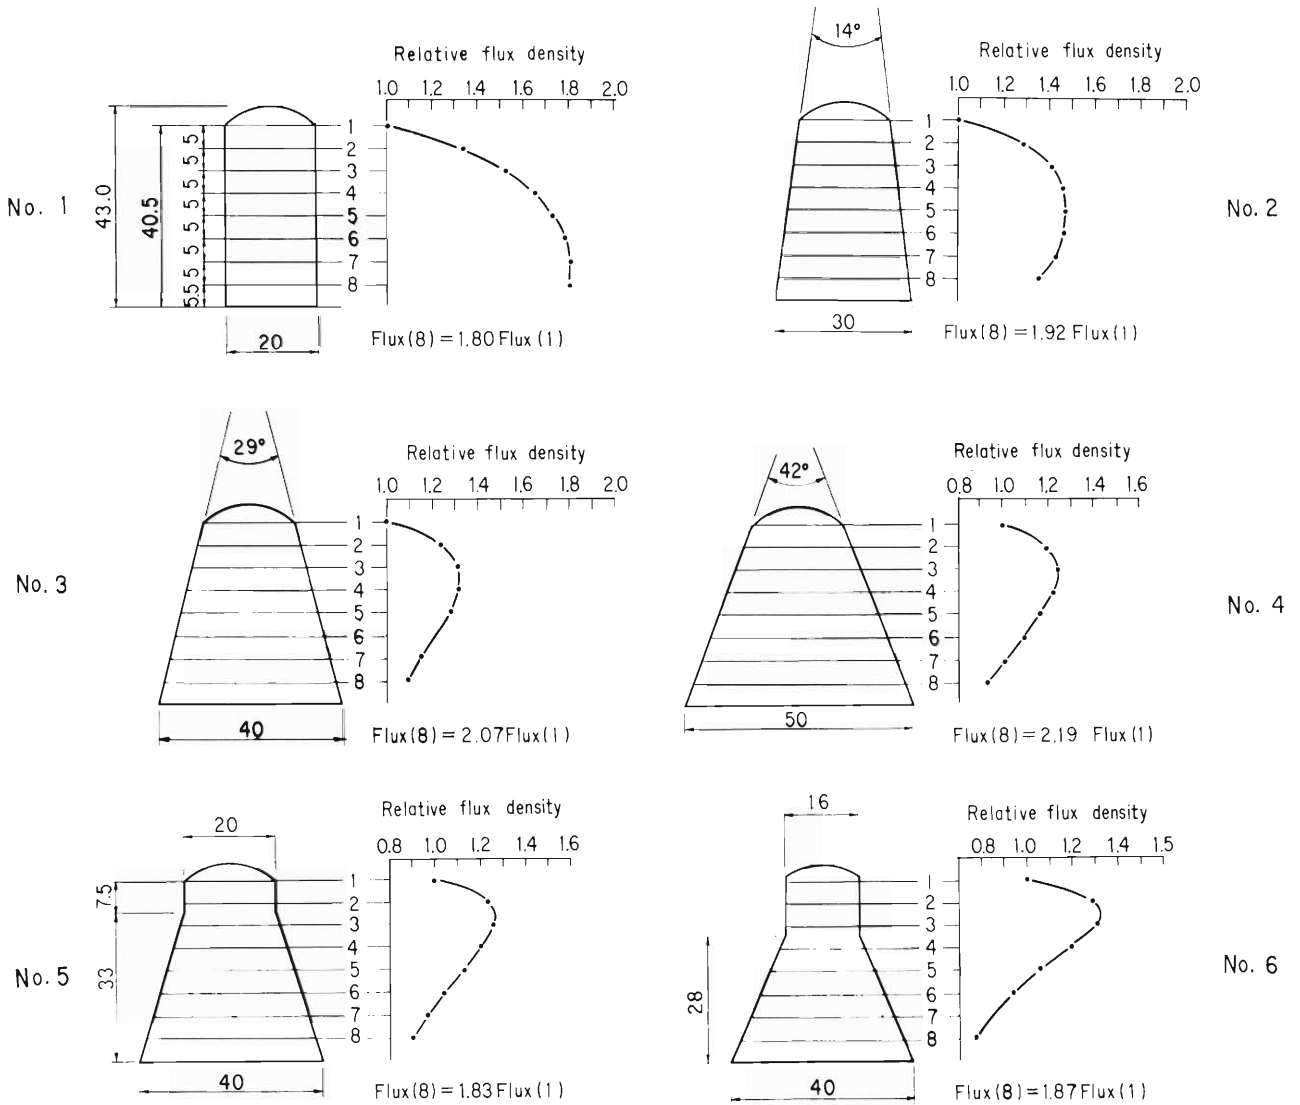 No. 1
43.0
40.5
5 5 5 5 5 5 5 5.5
20
1
2
3
4
5
6
7
8
Relative flux density
1.0 1.2 1.4 1.6 1.8 2.0
Flux(8)=1.80 Flux(1)
14°
30
1
2
3
4
5
6
7
8
Relative flux density
1.0 1.2 1.4 1.6 1.8 2.0
Flux(8)=1.92 Flux(1)
No. 2
No. 3
29°
40
1
2
3
4
5
6
7
8
Relative flux density
1.0 1.2 1.4 1.6 1.8 2.0
Flux(8)=2.07Flux(1)
42°
50
1
2
3
4
5
6
7
8
Relative flux density
0.8 1.0 1.2 1.4 1.6
Flux(8)=2.19 Flux(1)
No. 4
No. 5
20
7.5
33
40
1
2
3
4
5
6
7
8
Relative flux density
0.8 1.0 1.2 1.4 1.6
Flux(8)=1.83 Flux(1)
16
28
40
1
2
3
4
5
6
7
8
Relative flux density
0.8 1.0 1.2 1.4 1.5
Flux(8)=1.87 Flux(1)
No. 6